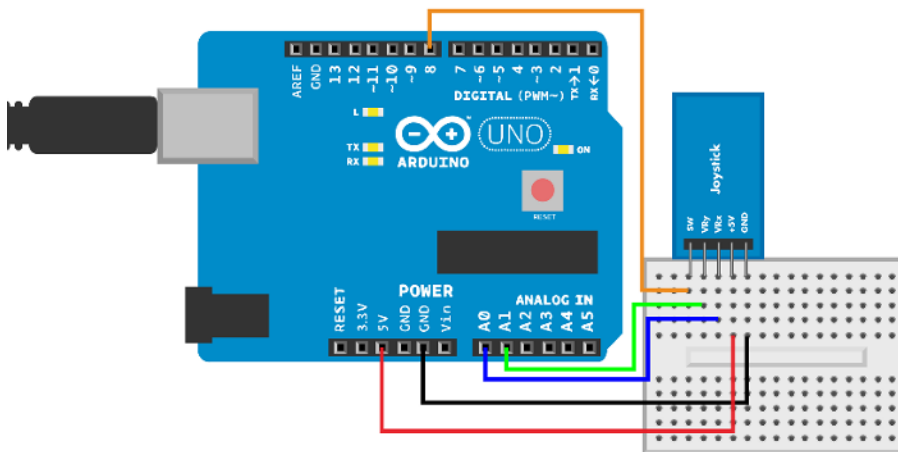 AREF
GND
13
12
~11
~10
~9
8
7
~6
~5
4
~3
2
TX→1
RX←0
DIGITAL (PWM~)
L
TX
RX
ARDUINO
™
UNO
ON
RESET
Joystick
SW
VRy
VRx
+5V
GND
POWER
ANALOG IN
RESET
3.3V
5V
GND
GND
Vin
A0
A1
A2
A3
A4
A5